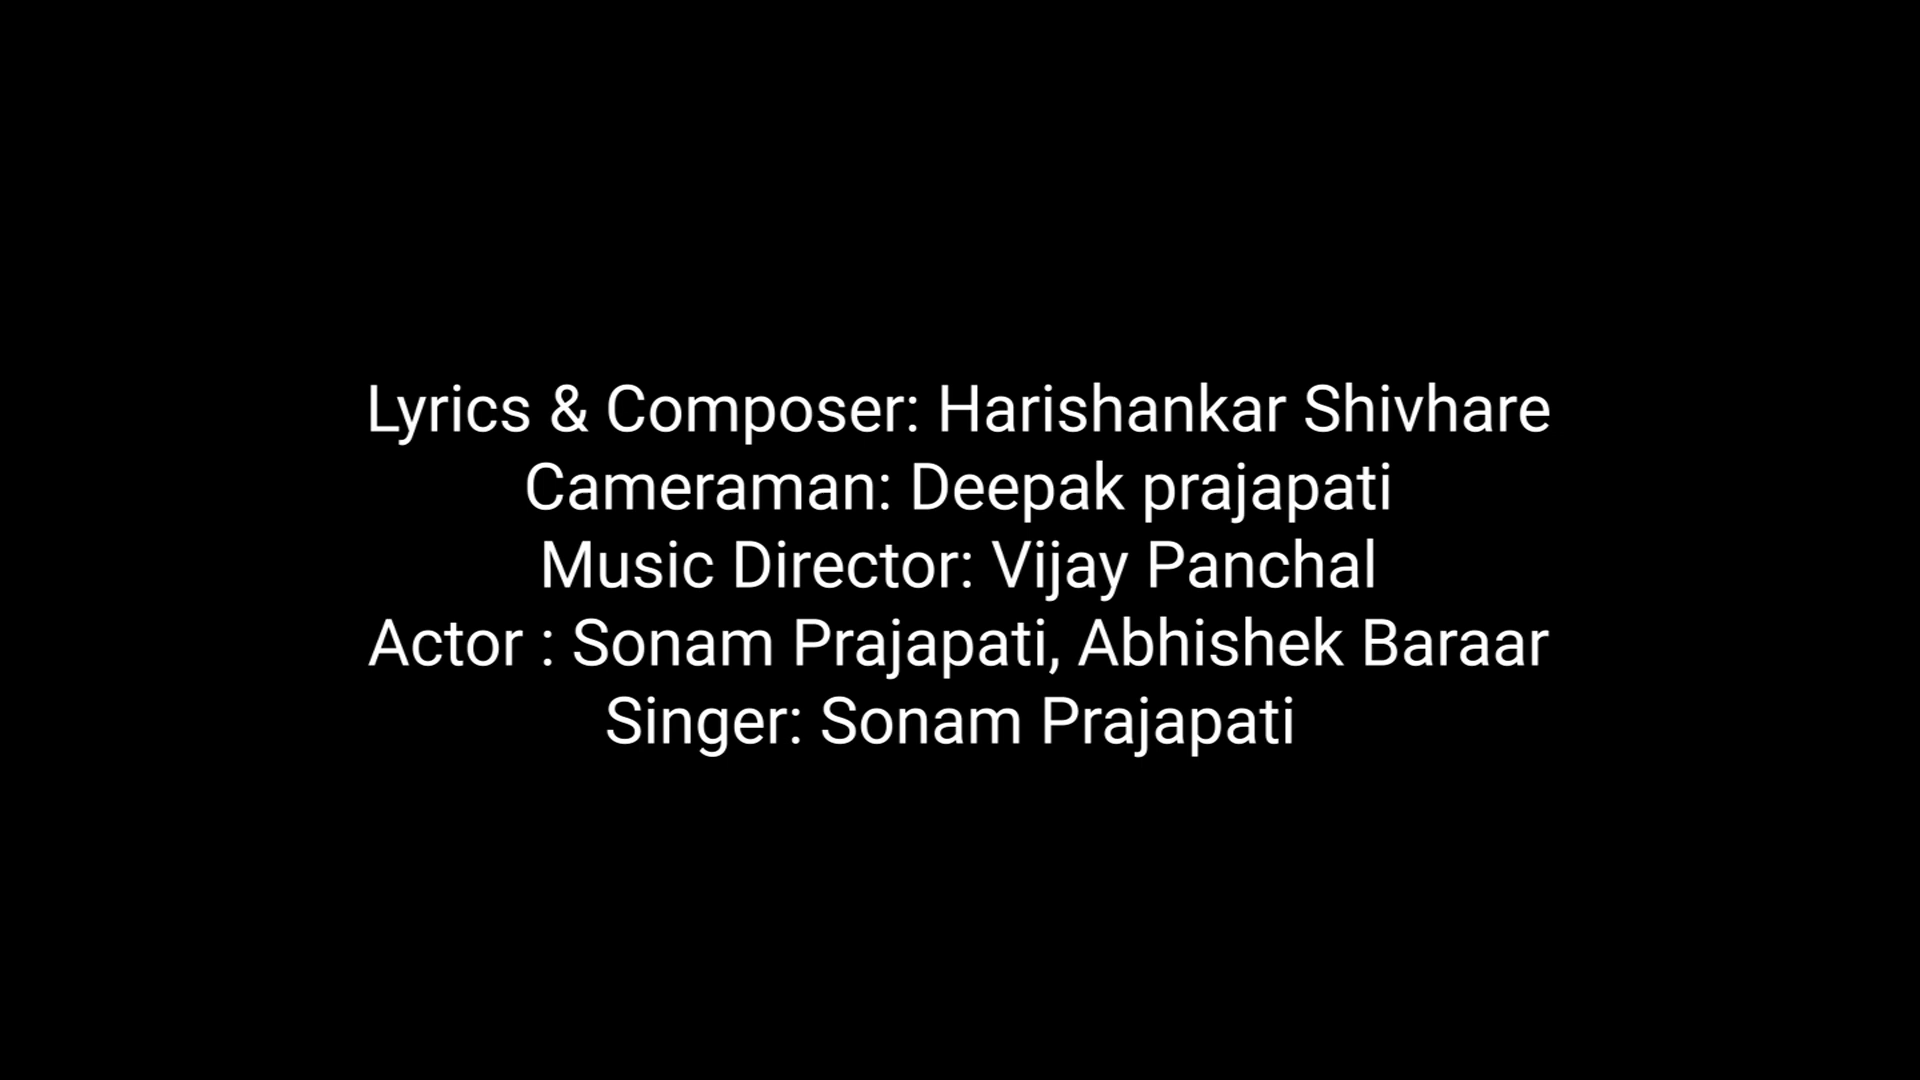 Lyrics & Composer: Harishankar Shivhare
Cameraman: Deepak prajapati
Music Director: Vijay Panchal
Actor : Sonam Prajapati, Abhishek Baraar
Singer: Sonam Prajapati